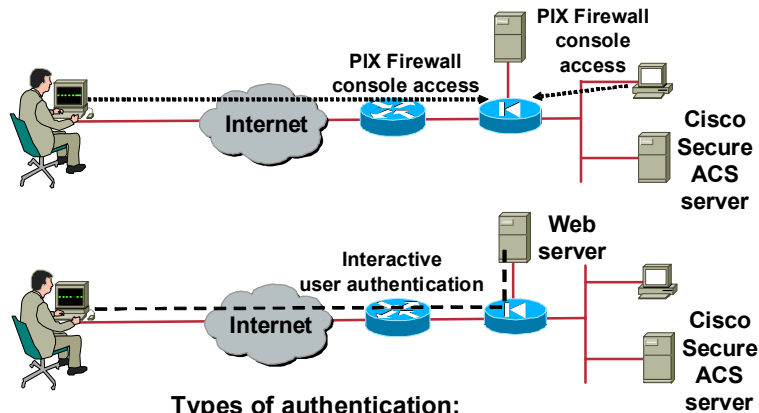 PIX Firewall
console
access
PIX Firewall
console access
Internet
Cisco
Secure
ACS
server
Web
server
Interactive
user authentication
Internet
Cisco
Secure
ACS
server
Types of authentication: